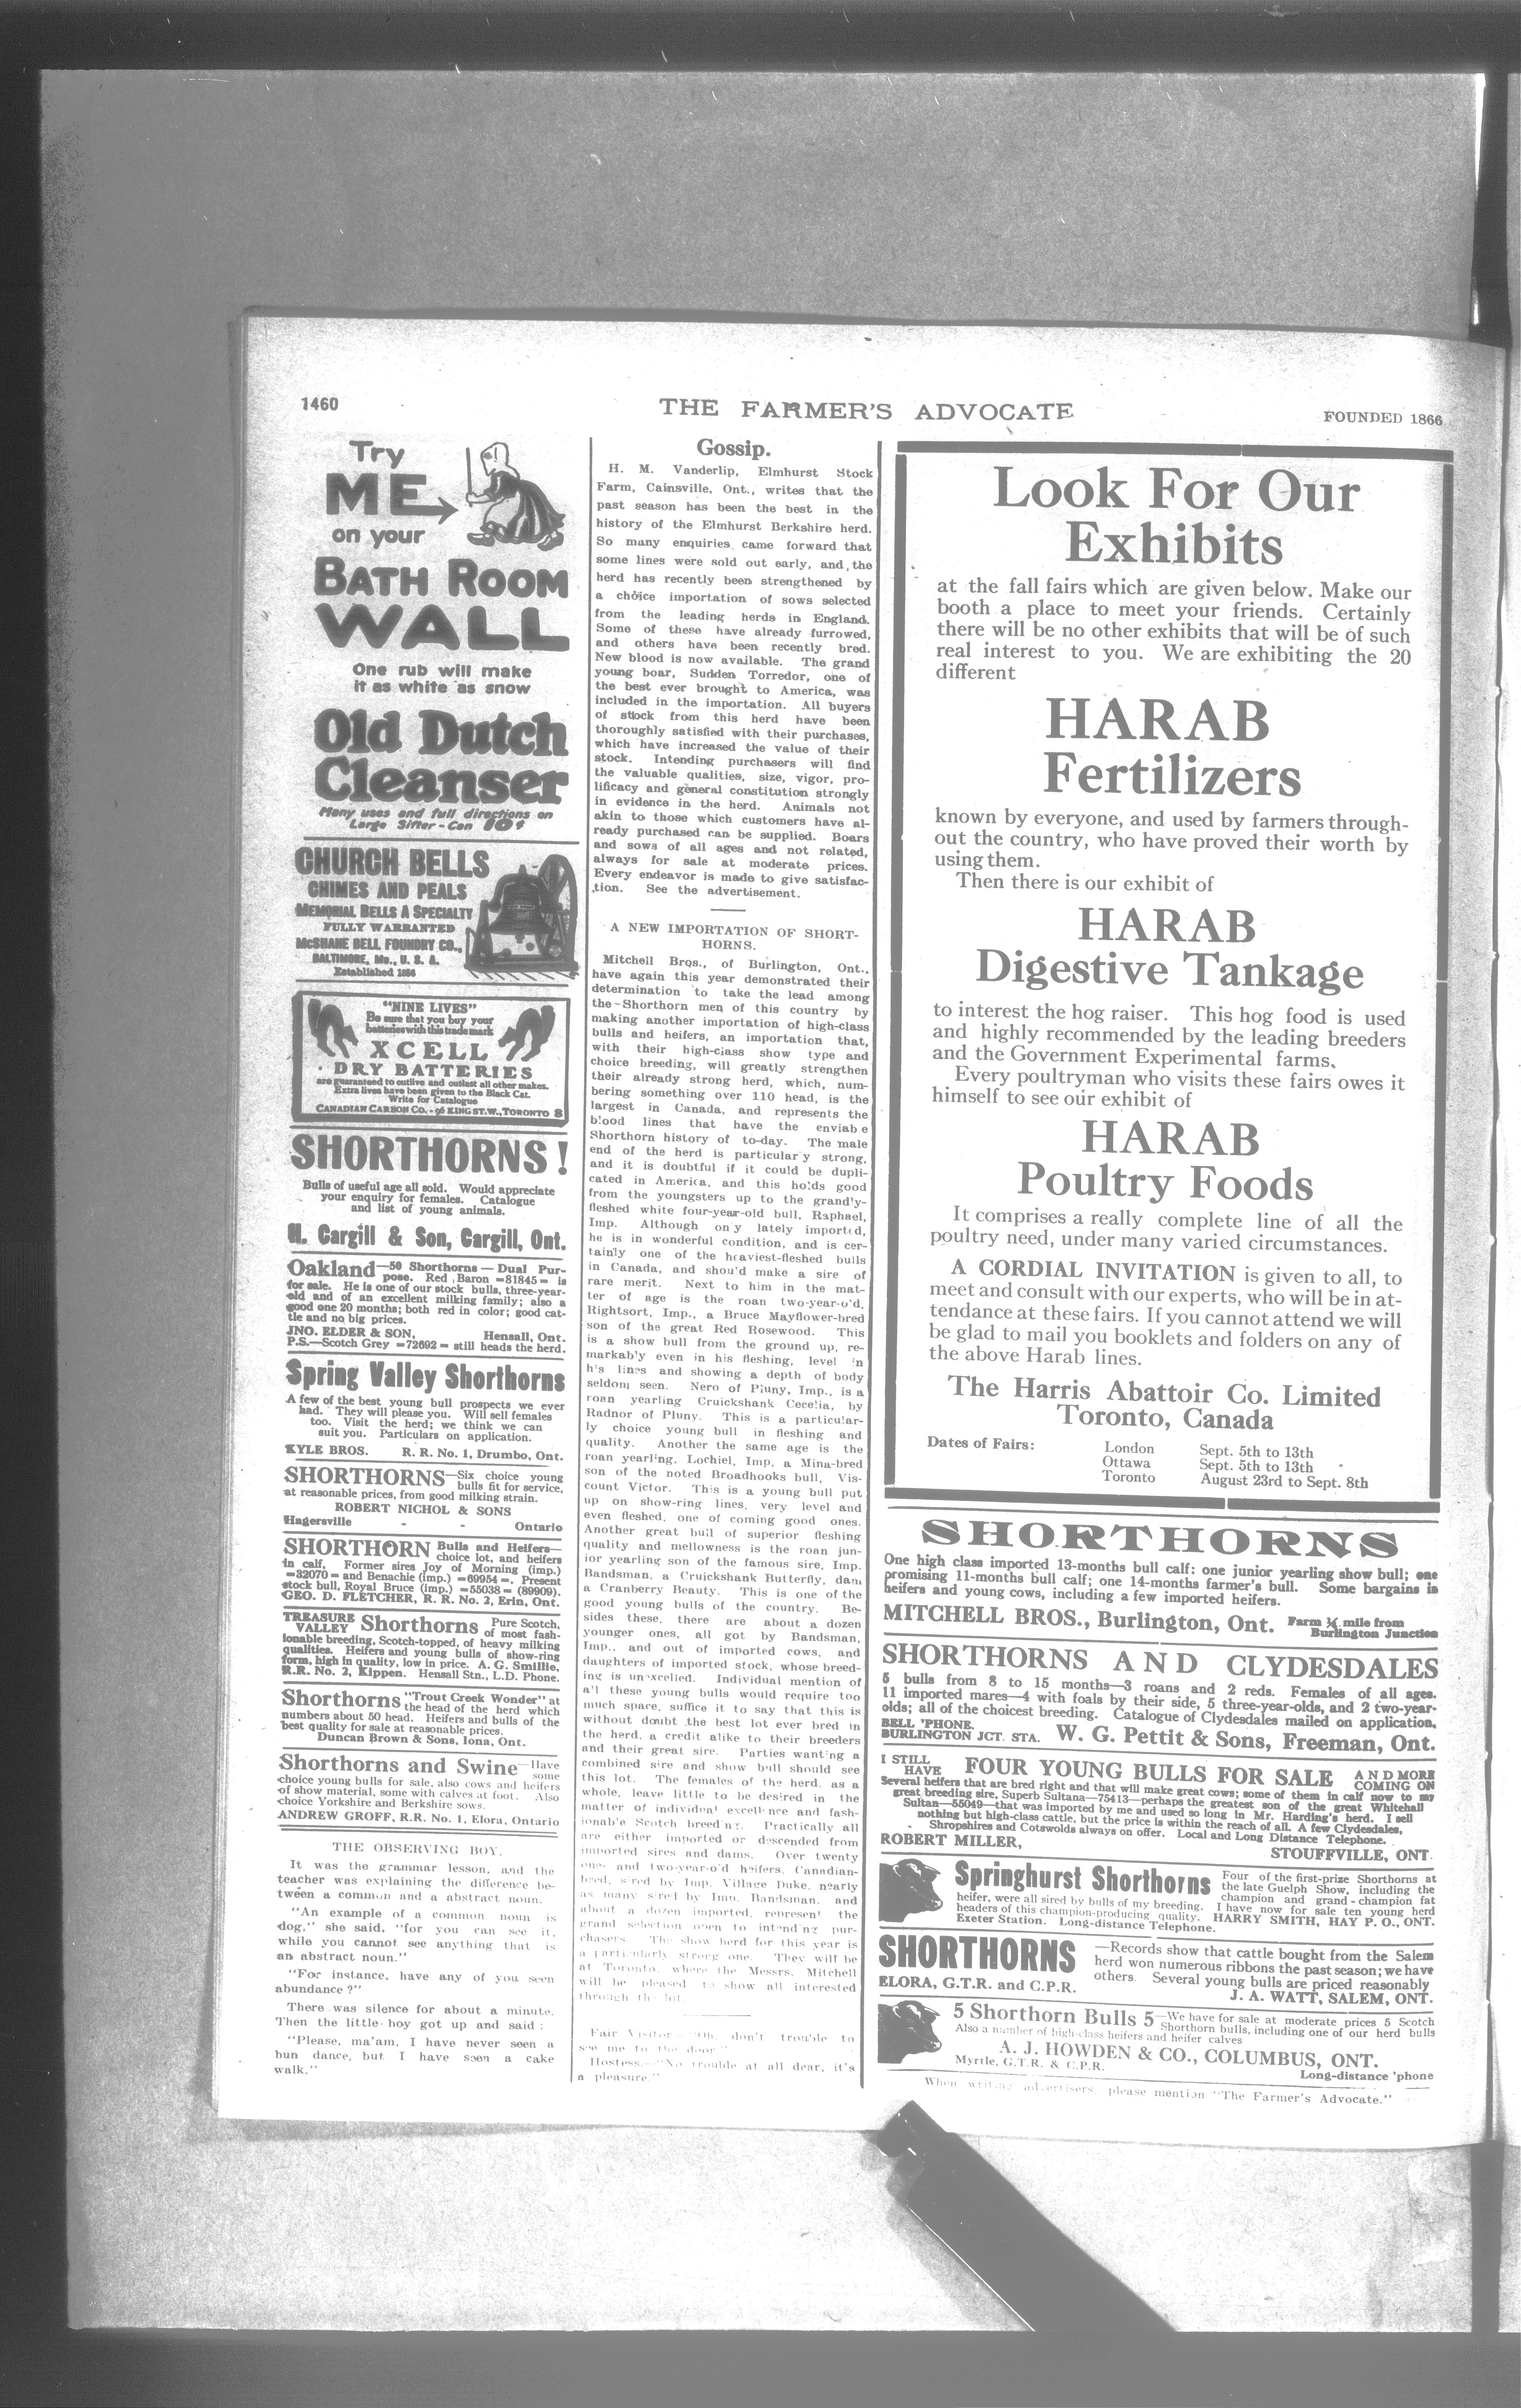 1460
THE FARMER'S ADVOCATE
FOUNDED 1866
Try
ME
on your
BATH ROOM
WALL
One rub will make
it as white as snow
Old Dutch
Cleanser
Many uses and full directions on
Large Sifter-Can 10¢
CHURCH BELLS
CHIMES AND PEALS
MEMORIAL BELLS A SPECIALTY
FULLY WARRANTED
McSHANE BELL FOUNDRY CO.,
BALTIMORE, MD., U. S. A.
Established 1856
"NINE LIVES"
Be sure that you buy your
batteries with this trade mark
XCELL
DRY BATTERIES
are guaranteed to outlive and outlast all other makes.
Extra lives have been given to the Black Cat.
Write for Catalogue
CANADIAN CARBON CO. - 96 KING ST. W., TORONTO 8
SHORTHORNS!
Bulls of useful age all sold. Would appreciate
your enquiry for females. Catalogue
and list of young animals.
H. Cargill & Son, Cargill, Ont.
Oakland—50 Shorthorns—Dual Pur-
pose. Red Baron =81845= is
for sale. He is one of our stock bulls, three-year-
old and of an excellent milking family; also a
good one 20 months; both red in color; good cat-
tle and no big prices.
JNO. ELDER & SON, Hensall, Ont.
P.S.—Scotch Grey =72692= still heads the herd.
Spring Valley Shorthorns
A few of the best young bull prospects we ever
had. They will please you. Will sell females
too. Visit the herd; we think we can
suit you. Particulars on application.
KYLE BROS. R. R. No. 1, Drumbo, Ont.
SHORTHORNS—Six choice young
bulls fit for service,
at reasonable prices, from good milking strain.
ROBERT NICHOL & SONS
Hagersville - - Ontario
SHORTHORN Bulls and Heifers—
choice lot, and heifers
in calf, Former sires Joy of Morning (imp.)
=32070= and Benachie (imp.) =69954=. Present
stock bull, Royal Bruce (imp.) =55038= (89909).
GEO. D. FLETCHER, R. R. No. 2, Erin, Ont.
TREASURE VALLEY Shorthorns Pure Scotch,
of most fash-
ionable breeding, Scotch-topped, of heavy milking
qualities. Heifers and young bulls of show-ring
form, high in quality, low in price. A. G. Smillie,
R.R. No. 2, Kippen. Hensall Stn., L.D. Phone.
Shorthorns "Trout Creek Wonder" at
the head of the herd which
numbers about 50 head. Heifers and bulls of the
best quality for sale at reasonable prices.
Duncan Brown & Sons, Iona, Ont.
Shorthorns and Swine—Have
some
choice young bulls for sale, also cows and heifers
of show material, some with calves at foot. Also
choice Yorkshire and Berkshire sows.
ANDREW GROFF, R.R. No. 1, Elora, Ontario
THE OBSERVING BOY.
It was the grammar lesson, and the
teacher was explaining the difference be-
tween a common and a abstract noun.
"An example of a common noun is
dog," she said, "for you can see it,
while you cannot see anything that is
an abstract noun."
"For instance, have any of you seen
abundance?"
There was silence for about a minute.
Then the little boy got up and said:
"Please, ma'am, I have never seen a
bun dance, but I have seen a cake
walk."
Gossip.
H. M. Vanderlip, Elmhurst Stock
Farm, Cainsville, Ont., writes that the
past season has been the best in the
history of the Elmhurst Berkshire herd.
So many enquiries came forward that
some lines were sold out early, and the
herd has recently been strengthened by
a choice importation of sows selected
from the leading herds in England.
Some of these have already furrowed,
and others have been recently bred.
New blood is now available. The grand
young boar, Sudden Torredor, one of
the best ever brought to America, was
included in the importation. All buyers
of stock from this herd have been
thoroughly satisfied with their purchases,
which have increased the value of their
stock. Intending purchasers will find
the valuable qualities, size, vigor, pro-
lificacy and general constitution strongly
in evidence in the herd. Animals not
akin to those which customers have al-
ready purchased can be supplied. Boars
and sows of all ages and not related,
always for sale at moderate prices.
Every endeavor is made to give satisfac-
tion. See the advertisement.
A NEW IMPORTATION OF SHORT-
HORNS.
Mitchell Bros., of Burlington, Ont.,
have again this year demonstrated their
determination to take the lead among
the Shorthorn men of this country by
making another importation of high-class
bulls and heifers, an importation that,
with their high-class show type and
choice breeding, will greatly strengthen
their already strong herd, which, num-
bering something over 110 head, is the
largest in Canada, and represents the
blood lines that have the enviab e
Shorthorn history of to-day. The male
end of the herd is particular y strong,
and it is doubtful if it could be dupli-
cated in America, and this holds good
from the youngsters up to the grandly-
fleshed white four-year-old bull, Raphael,
Imp. Although on y lately imported,
he is in wonderful condition, and is cer-
tainly one of the heaviest-fleshed bulls
in Canada, and should make a sire of
rare merit. Next to him in the mat-
ter of age is the roan two-year-o'd,
Rightsort, Imp., a Bruce Mayflower-bred
son of the great Red Rosewood. This
is a show bull from the ground up, re-
markably even in his fleshing, level in
his lines and showing a depth of body
seldom seen. Nero of Pluny, Imp., is a
roan yearling Cruickshank Cecelia, by
Radnor of Pluny. This is a particular-
ly choice young bull in fleshing and
quality. Another the same age is the
roan yearling, Lochiel, Imp, a Mina-bred
son of the noted Broadhooks bull, Vis-
count Victor. This is a young bull put
up on show-ring lines, very level and
even fleshed, one of coming good ones.
Another great bull of superior fleshing
quality and mellowness is the roan jun-
ior yearling son of the famous sire, Imp.
Bandsman, a Cruickshank Butterfly, dam
a Cranberry Beauty. This is one of the
good young bulls of the country. Be-
sides these, there are about a dozen
younger ones, all got by Bandsman,
Imp., and out of imported cows, and
daughters of imported stock, whose breed-
ing is unexcelled. Individual mention of
all these young bulls would require too
much space, suffice it to say that this is
without doubt the best lot ever bred in
the herd, a credit alike to their breeders
and their great sire. Parties wanting a
combined sire and show bull should see
this lot. The females of the herd, as a
whole, leave little to be desired in the
matter of individual excellence and fash-
ionable Scotch breeding. Practically all
are either imported or descended from
imported sires and dams. Over twenty
one- and two-year-o'd heifers, Canadian-
bred, sired by Imp. Village Duke, nearly
as many sired by Imp. Bandsman, and
about a dozen imported, represent the
grand selection open to intending pur-
chasers. The show herd for this year is
a particularly strong one. They will be
at Toronto, where the Messrs. Mitchell
will be pleased to show all interested
through the lot.
Fair Visitor—"Oh, don't trouble to
see me to the door."
Hostess.—"No trouble at all dear, it's
a pleasure."
Look For Our
Exhibits
at the fall fairs which are given below. Make our
booth a place to meet your friends. Certainly
there will be no other exhibits that will be of such
real interest to you. We are exhibiting the 20
different
HARAB
Fertilizers
known by everyone, and used by farmers through-
out the country, who have proved their worth by
using them.
Then there is our exhibit of
HARAB
Digestive Tankage
to interest the hog raiser. This hog food is used
and highly recommended by the leading breeders
and the Government Experimental farms.
Every poultryman who visits these fairs owes it
himself to see our exhibit of
HARAB
Poultry Foods
It comprises a really complete line of all the
poultry need, under many varied circumstances.
A CORDIAL INVITATION is given to all, to
meet and consult with our experts, who will be in at-
tendance at these fairs. If you cannot attend we will
be glad to mail you booklets and folders on any of
the above Harab lines.
The Harris Abattoir Co. Limited
Toronto, Canada
Dates of Fairs: London Sept. 5th to 13th
Ottawa Sept. 5th to 13th
Toronto August 23rd to Sept. 8th
SHORTHORNS
One high class imported 13-months bull calf: one junior yearling show bull; one
promising 11-months bull calf; one 14-months farmer's bull. Some bargains in
heifers and young cows, including a few imported heifers.
MITCHELL BROS., Burlington, Ont. Farm ¼ mile from
Burlington Junction
SHORTHORNS AND CLYDESDALES
5 bulls from 8 to 15 months—3 roans and 2 reds. Females of all ages.
11 imported mares—4 with foals by their side, 5 three-year-olds, and 2 two-year-
olds; all of the choicest breeding. Catalogue of Clydesdales mailed on application.
BELL 'PHONE.
BURLINGTON JCT. STA. W. G. Pettit & Sons, Freeman, Ont.
I STILL HAVE FOUR YOUNG BULLS FOR SALE AND MORE COMING ON
Several heifers that are bred right and that will make great cows; some of them in calf now to my
great breeding sire, Superb Sultana—75413—perhaps the greatest son of the great Whitehall
Sultan—55049—that was imported by me and used so long in Mr. Harding's herd. I sell
nothing but high-class cattle, but the price is within the reach of all. A few Clydesdales,
Shropshires and Cotswolds always on offer. Local and Long Distance Telephone.
ROBERT MILLER, STOUFFVILLE, ONT.
Springhurst Shorthorns Four of the first-prize Shorthorns at
the late Guelph Show, including the
champion and grand-champion fat
heifer, were all sired by bulls of my breeding. I have now for sale ten young herd
headers of this champion-producing quality. HARRY SMITH, HAY P. O., ONT.
Exeter Station. Long-distance Telephone.
SHORTHORNS —Records show that cattle bought from the Salem
herd won numerous ribbons the past season; we have
others. Several young bulls are priced reasonably
ELORA, G.T.R. and C.P.R. J. A. WATT, SALEM, ONT.
5 Shorthorn Bulls 5—We have for sale at moderate prices 5 Scotch
Shorthorn bulls, including one of our herd bulls
Also a number of high-class heifers and heifer calves
A. J. HOWDEN & CO., COLUMBUS, ONT.
Myrtle, G.T.R. & C.P.R. Long-distance 'phone
When writing advertisers, please mention "The Farmer's Advocate."